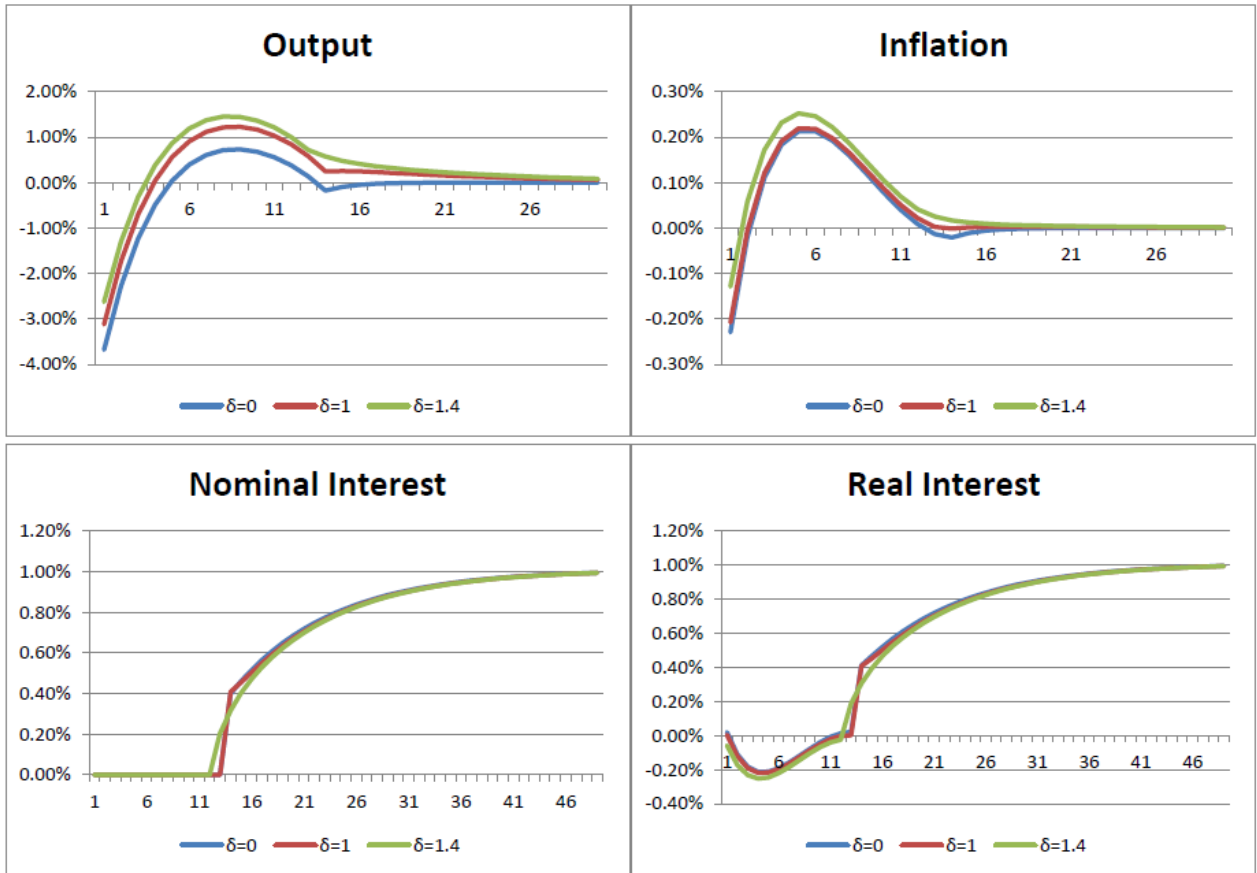 Output
2.00%
1.00%
0.00%
-1.00%
-2.00%
-3.00%
-4.00%
1 6 11 16 21 26
δ=0 δ=1 δ=1.4
Inflation
0.30%
0.20%
0.10%
0.00%
-0.10%
-0.20%
-0.30%
1 6 11 16 21 26
δ=0 δ=1 δ=1.4
Nominal Interest
1.20%
1.00%
0.80%
0.60%
0.40%
0.20%
0.00%
1 6 11 16 21 26 31 36 41 46
δ=0 δ=1 δ=1.4
Real Interest
1.20%
1.00%
0.80%
0.60%
0.40%
0.20%
0.00%
-0.20%
-0.40%
1 6 11 16 21 26 31 36 41 46
δ=0 δ=1 δ=1.4